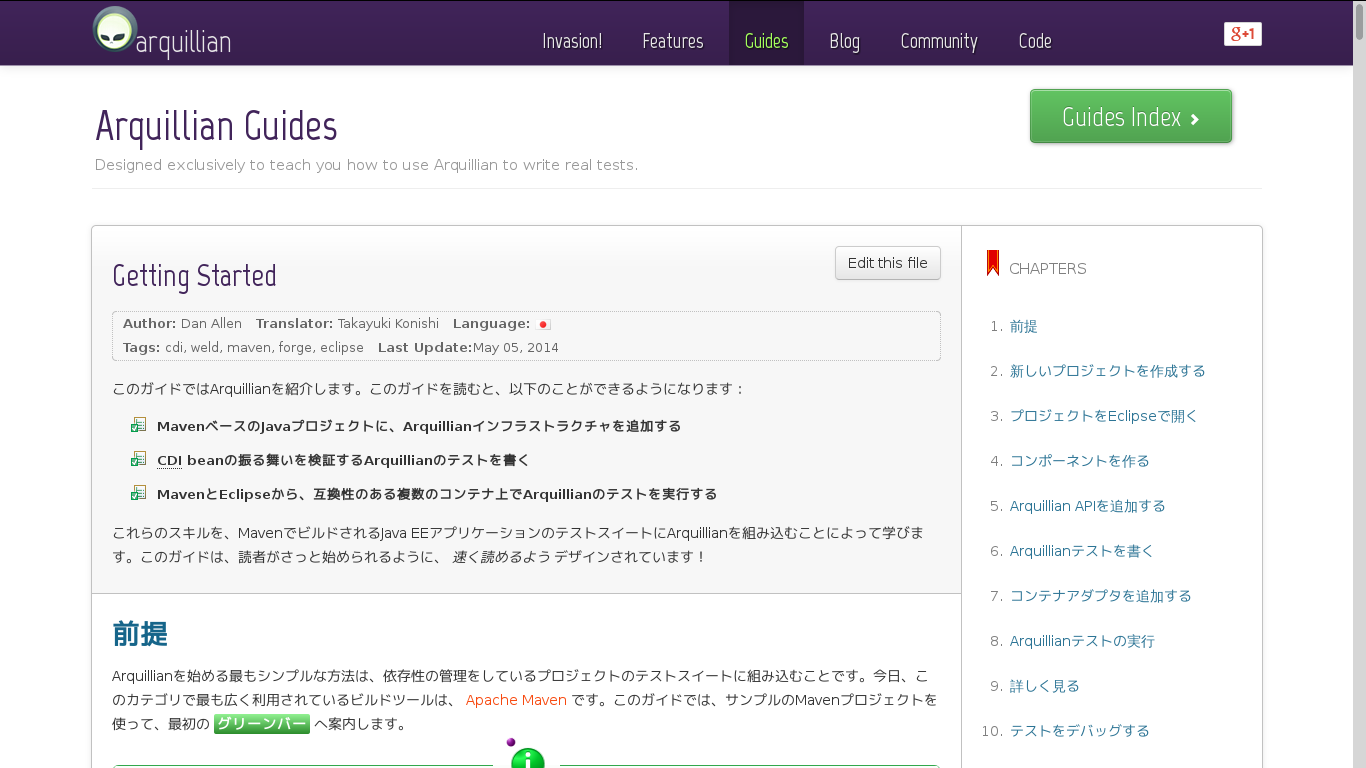 arquillian
Invasion!
Features
Guides
Blog
Community
Code
g+1
Arquillian Guides
Guides Index
Designed exclusively to teach you how to use Arquillian to write real tests.
Getting Started
Edit this file
Author: Dan Allen Translator: Takayuki Konishi Language:
Tags: cdi, weld, maven, forge, eclipse Last Update:May 05, 2014
このガイドではArquillianを紹介します。このガイドを読むと、以下のことができるようになります：
MavenベースのJavaプロジェクトに、Arquillianインフラストラクチャを追加する
CDI beanの振る舞いを検証するArquillianのテストを書く
MavenとEclipseから、互換性のある複数のコンテナ上でArquillianのテストを実行する
これらのスキルを、MavenでビルドされるJava EEアプリケーションのテストスイートにArquillianを組み込むことによって学びま
す。このガイドは、読者がさっと始められるように、 速く読めるよう デザインされています！
前提
Arquillianを始める最もシンプルな方法は、依存性の管理をしているプロジェクトのテストスイートに組み込むことです。今日、こ
のカテゴリで最も広く利用されているビルドツールは、 Apache Maven です。このガイドでは、サンプルのMavenプロジェクトを
使って、最初の グリーンバー へ案内します。
CHAPTERS
1. 前提
2. 新しいプロジェクトを作成する
3. プロジェクトをEclipseで開く
4. コンポーネントを作る
5. Arquillian APIを追加する
6. Arquillianテストを書く
7. コンテナアダプタを追加する
8. Arquillianテストの実行
9. 詳しく見る
10. テストをデバッグする